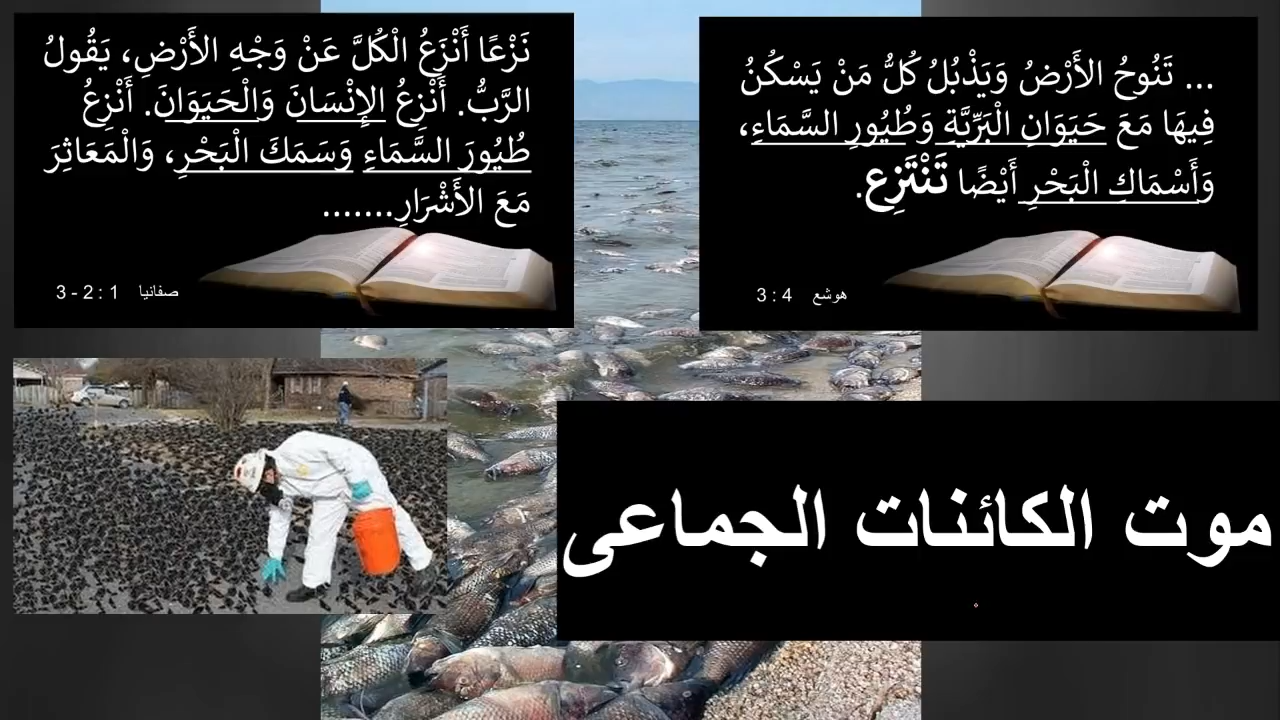 نَزْعًا أَنْزَعُ الْكُلَّ عَنْ وَجْهِ الأَرْضِ، يَقُولُ
الرَّبُّ. أَنْزِعُ الإِنْسَانَ وَالْحَيَوَانَ. أَنْزِعُ
طُيُورَ السَّمَاءِ وَسَمَكَ الْبَحْرِ، وَالْمَعَاثِرَ
مَعَ الأَشْرَارِ.......
صفانيا 1 : 2 - 3
... تَنُوحُ الأَرْضُ وَيَذْبُلُ كُلُّ مَنْ يَسْكُنُ
فِيهَا مَعَ حَيَوَانِ الْبَرِّيَّةِ وَطُيُورِ السَّمَاءِ،
وَأَسْمَاكِ الْبَحْرِ أَيْضًا تَنْتَزِع.
هوشع 4 : 3
موت الكائنات الجماعى